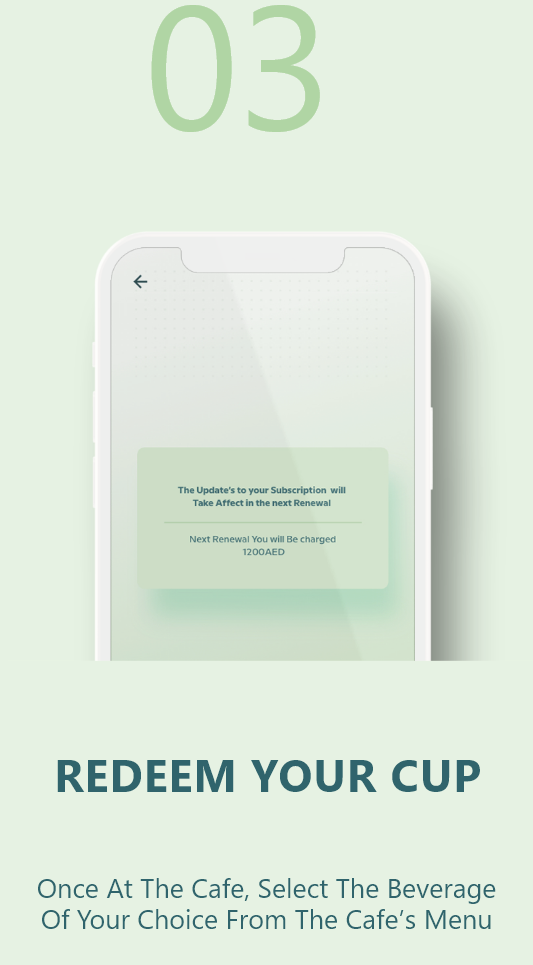 03
The Update's to your Subscription will
Take Affect in the next Renewal
Next Renewal You will Be charged
1200AED
REDEEM YOUR CUP
Once At The Cafe, Select The Beverage
Of Your Choice From The Cafe’s Menu